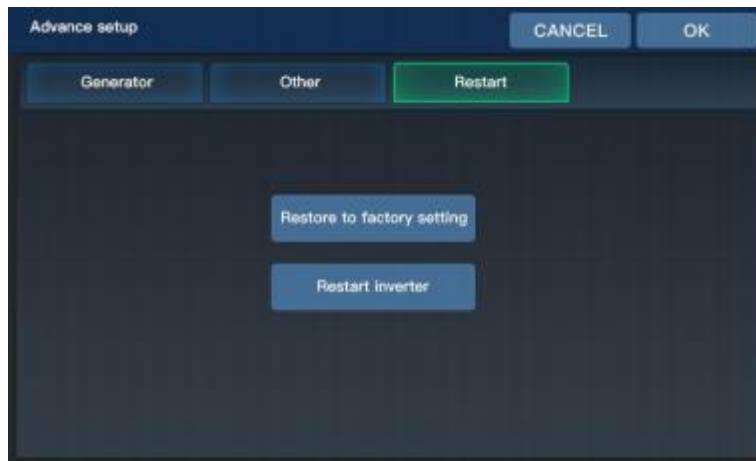 Advance setup
CANCEL
OK
Generator
Other
Restart
Restore to factory setting
Restart inverter